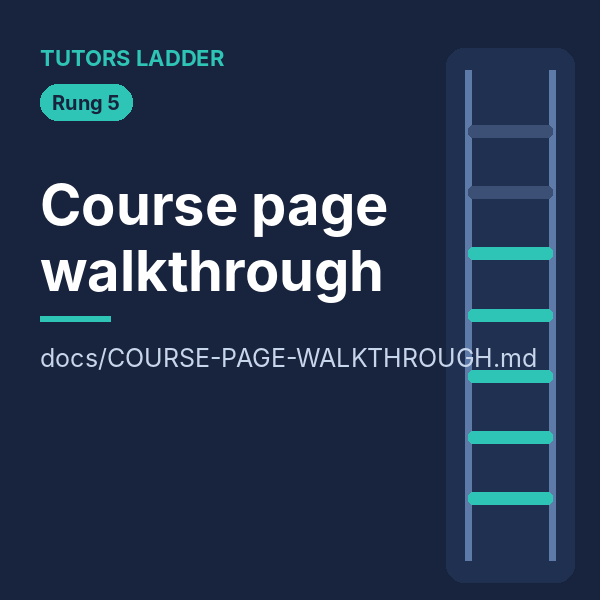 TUTORS LADDER
Rung 5
Course page
walkthrough
docs/COURSE-PAGE-WALKTHROUGH.md